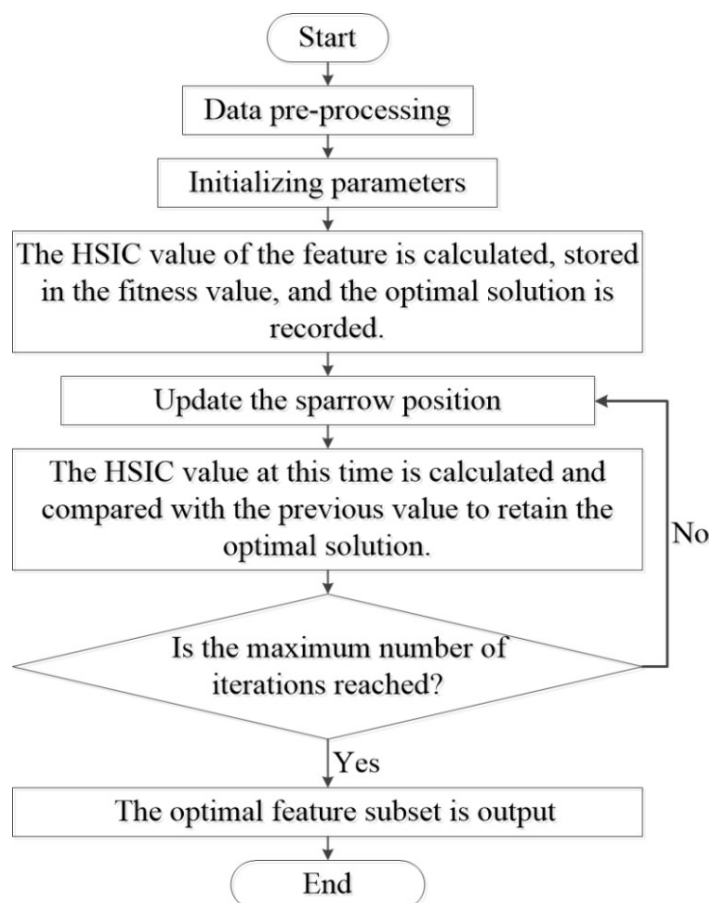 Start
Data pre-processing
Initializing parameters
The HSIC value of the feature is calculated, stored
in the fitness value, and the optimal solution is
recorded.
Update the sparrow position
The HSIC value at this time is calculated and
compared with the previous value to retain the
optimal solution.
No
Is the maximum number of
iterations reached?
Yes
The optimal feature subset is output
End